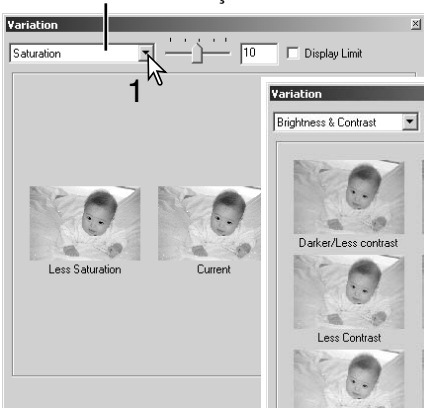 Variation
Saturation
10
Display Limit
1
Less Saturation
Current
Variation
Brightness & Contrast
Darker/Less contrast
Less Contrast